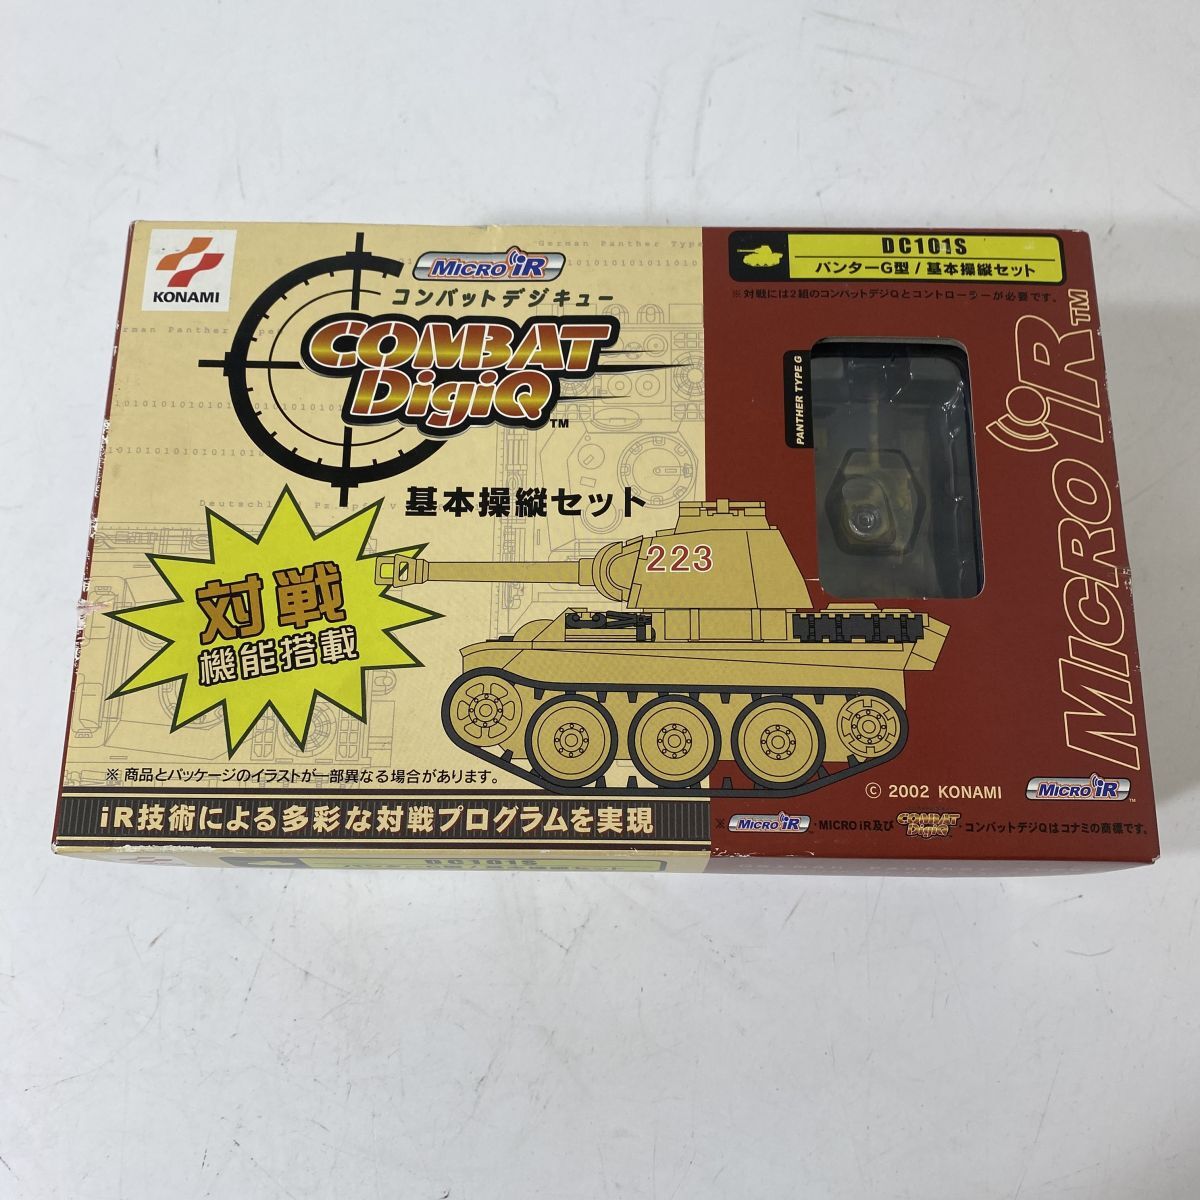 KONAMI
MICRO iR
コンバットデジキュー
COMBAT
DigiQ™
基本操縦セット
German Panther Type
対戦
機能搭載
223
※商品とパッケージのイラストが一部異なる場合があります。
iR技術による多彩な対戦プログラムを実現
DC101S
パンターG型 / 基本操縦セット
※対戦には2組のコンバットデジQとコントローラーが必要です。
PANTHER TYPE G
MICRO iR™
© 2002 KONAMI
MICRO iR™
※ MICRO iR ・MICRO iR及び COMBAT DigiQ ・コンバットデジQはコナミの商標です。
DC101S